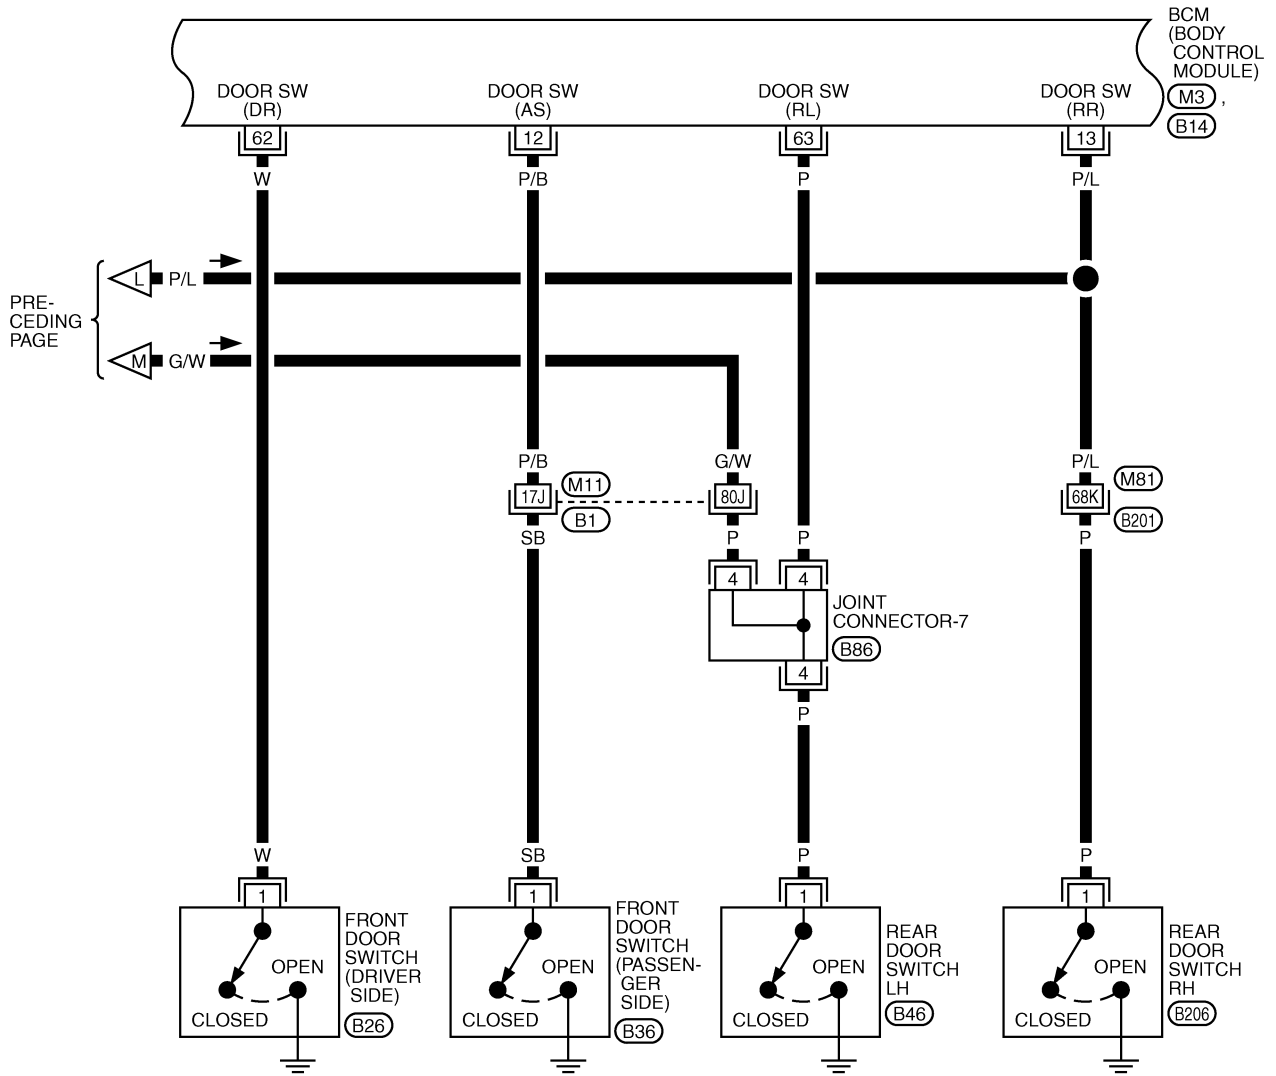 BCM
(BODY
CONTROL
MODULE)
M3 ,
B14
DOOR SW
(DR)
DOOR SW
(AS)
DOOR SW
(RL)
DOOR SW
(RR)
62
12
63
13
W
P/B
P
P/L
PRE-
CEDING
PAGE
L
P/L
M
G/W
P/B
G/W
P/L
17J
M11
B1
80J
68K
M81
B201
SB
P
P
P
4
4
JOINT
CONNECTOR-7
B86
4
P
W
SB
P
P
1
1
1
1
OPEN
CLOSED
FRONT
DOOR
SWITCH
(DRIVER
SIDE)
B26
OPEN
CLOSED
FRONT
DOOR
SWITCH
(PASSEN-
GER
SIDE)
B36
OPEN
CLOSED
REAR
DOOR
SWITCH
LH
B46
OPEN
CLOSED
REAR
DOOR
SWITCH
RH
B206